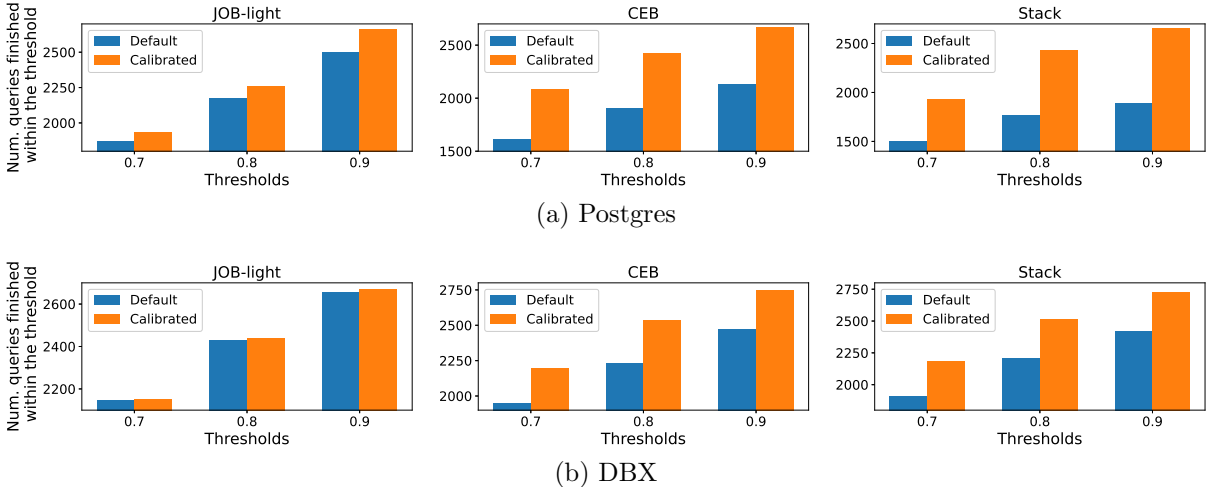 JOB-light
Num. queries finished
within the threshold
2500
2250
2000
Default
Calibrated
0.7 0.8 0.9
Thresholds
CEB
2500
2000
1500
Default
Calibrated
0.7 0.8 0.9
Thresholds
Stack
2500
2000
1500
Default
Calibrated
0.7 0.8 0.9
Thresholds
(a) Postgres
JOB-light
Num. queries finished
within the threshold
2600
2400
2200
Default
Calibrated
0.7 0.8 0.9
Thresholds
CEB
2750
2500
2250
2000
Default
Calibrated
0.7 0.8 0.9
Thresholds
Stack
2750
2500
2250
2000
Default
Calibrated
0.7 0.8 0.9
Thresholds
(b) DBX